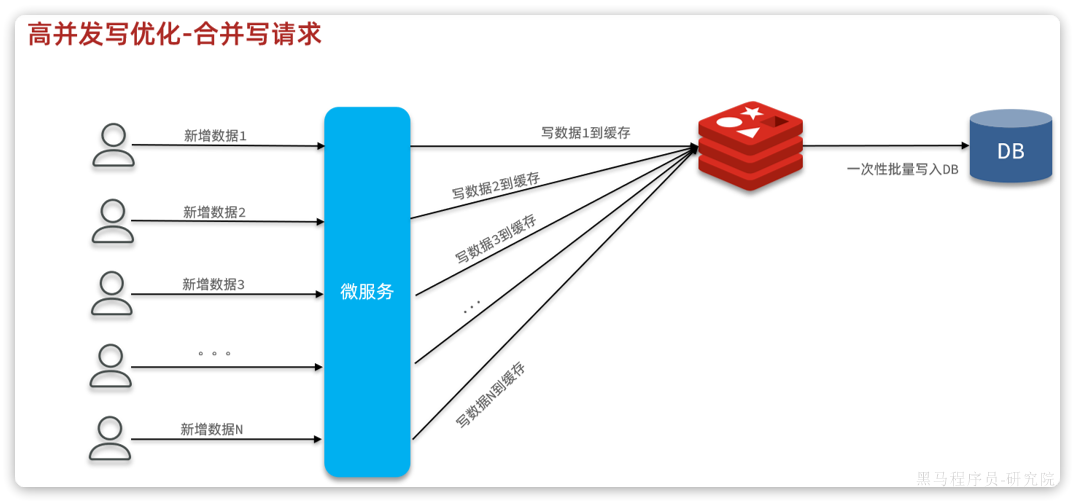 高并发写优化-合并写请求
新增数据1
写数据1到缓存
新增数据2
写数据2到缓存
新增数据3
写数据3到缓存
。。。
...
新增数据N
写数据N到缓存
微服务
一次性批量写入DB
DB
黑马程序员-研究院